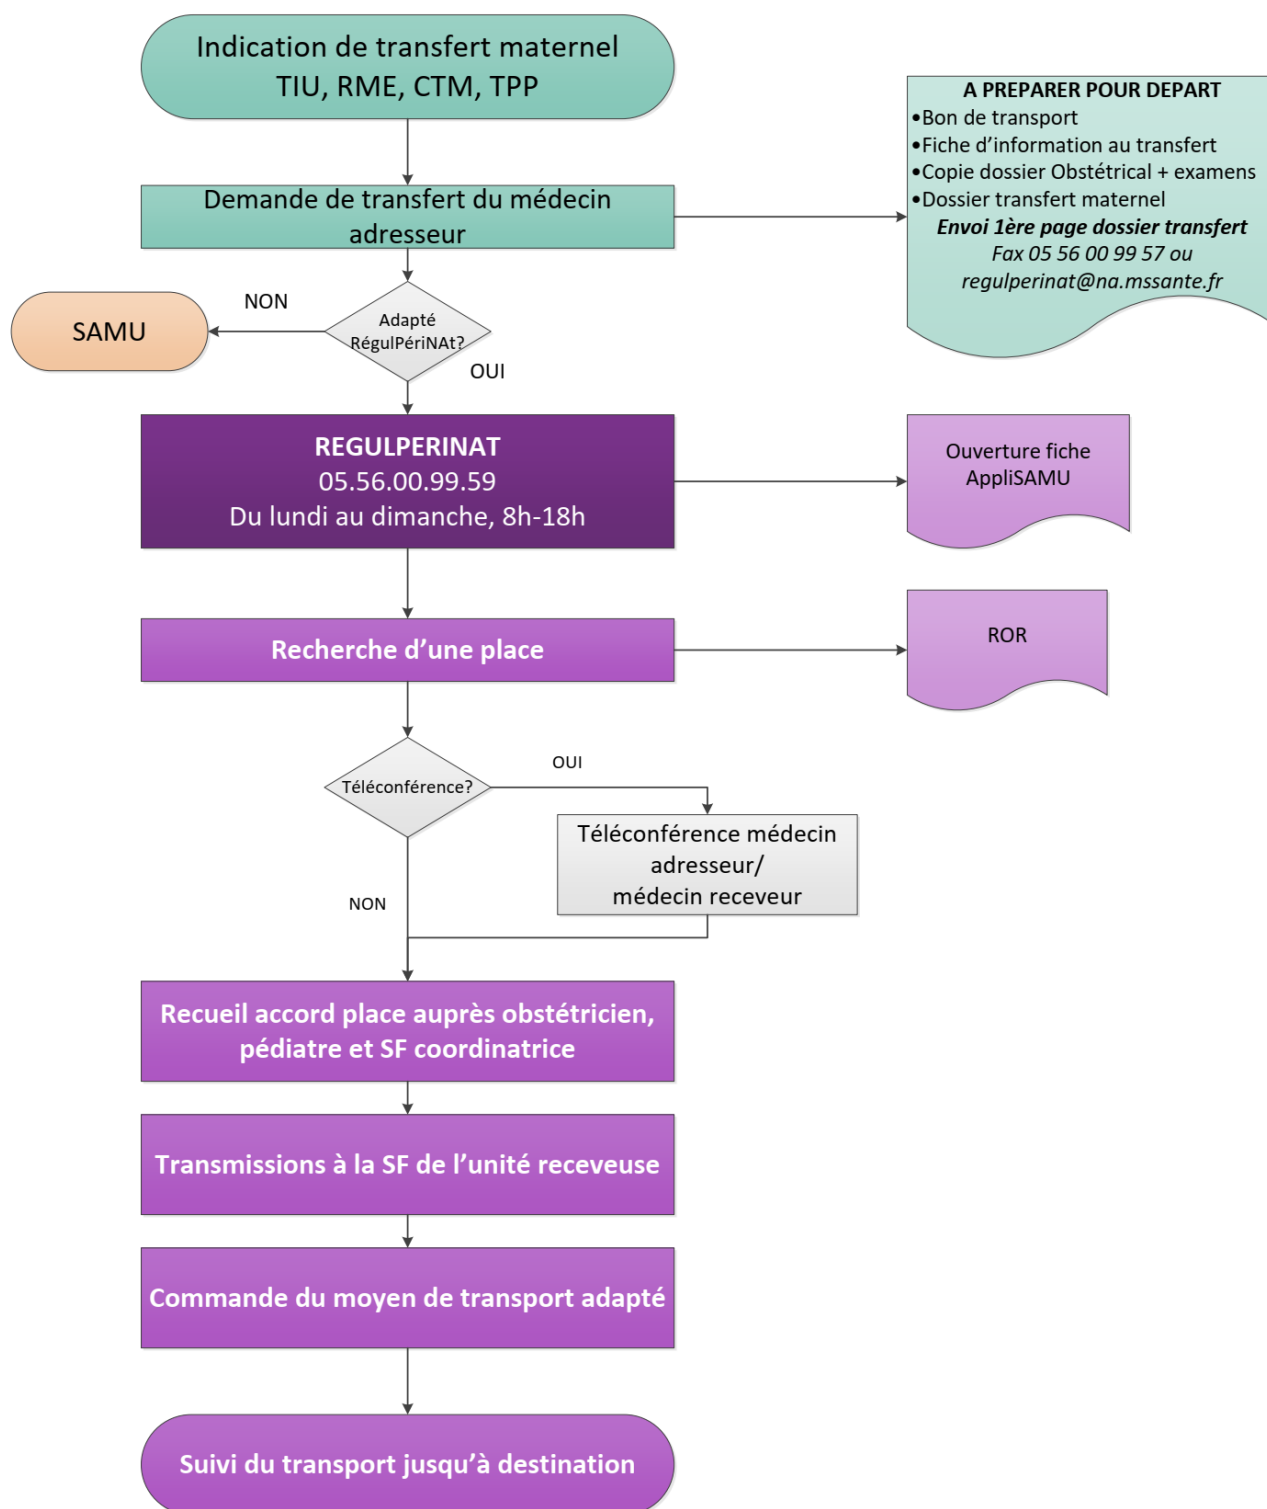 Indication de transfert maternel
TIU, RME, CTM, TPP
A PREPARER POUR DEPART
•Bon de transport
•Fiche d'information au transfert
•Copie dossier Obstétrical + examens
•Dossier transfert maternel
Envoi 1ère page dossier transfert
Fax 05 56 00 99 57 ou
regulperinat@na.mssante.fr
Demande de transfert du médecin
adresseur
NON
SAMU
Adapté
RégulPériNAt?
OUI
REGULPERINAT
05.56.00.99.59
Du lundi au dimanche, 8h-18h
Ouverture fiche
AppliSAMU
Recherche d'une place
ROR
Téléconférence?
OUI
Téléconférence médecin
adresseur/
médecin receveur
NON
Recueil accord place auprès obstétricien,
pédiatre et SF coordinatrice
Transmissions à la SF de l'unité receveuse
Commande du moyen de transport adapté
Suivi du transport jusqu'à destination